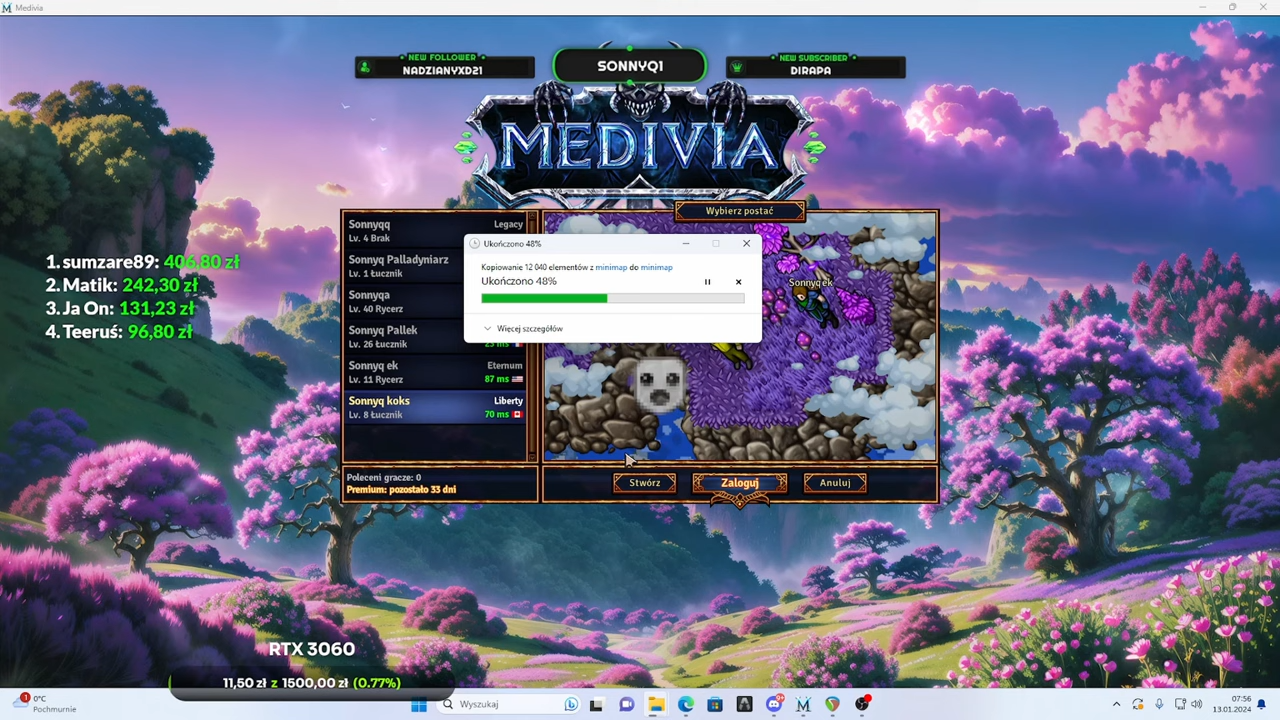 Medivia
NEW FOLLOWER
NADZIANYXD21
SONNYQ1
NEW SUBSCRIBER
DIRAPA
MEDIVIA
Wybierz postać
Sonnyqq Legacy
Lv. 4 Brak
Sonnyq Palladyniarz
Lv. 1 Łucznik
Sonnyqa
Lv. 40 Rycerz
Sonnyq Pallek
Lv. 26 Łucznik 25 ms
Sonnyq ek Eternum
Lv. 11 Rycerz 87 ms
Sonnyq koks Liberty
Lv. 8 Łucznik 70 ms
Poleceni gracze: 0
Premium: pozostało 33 dni
Ukończono 48%
Kopiowanie 12 040 elementów z minimap do minimap
Ukończono 48%
Więcej szczegółów
Sonnyq ek
Stwórz
Zaloguj
Anuluj
1. sumzare89: 406,80 zł
2. Matik: 242,30 zł
3. Ja On: 131,23 zł
4. Teeruś: 96,80 zł
RTX 3060
11,50 zł z 1500,00 zł (0.77%)
1
0°C
Pochmurnie
Wyszukaj
9+
07:56
13.01.2024